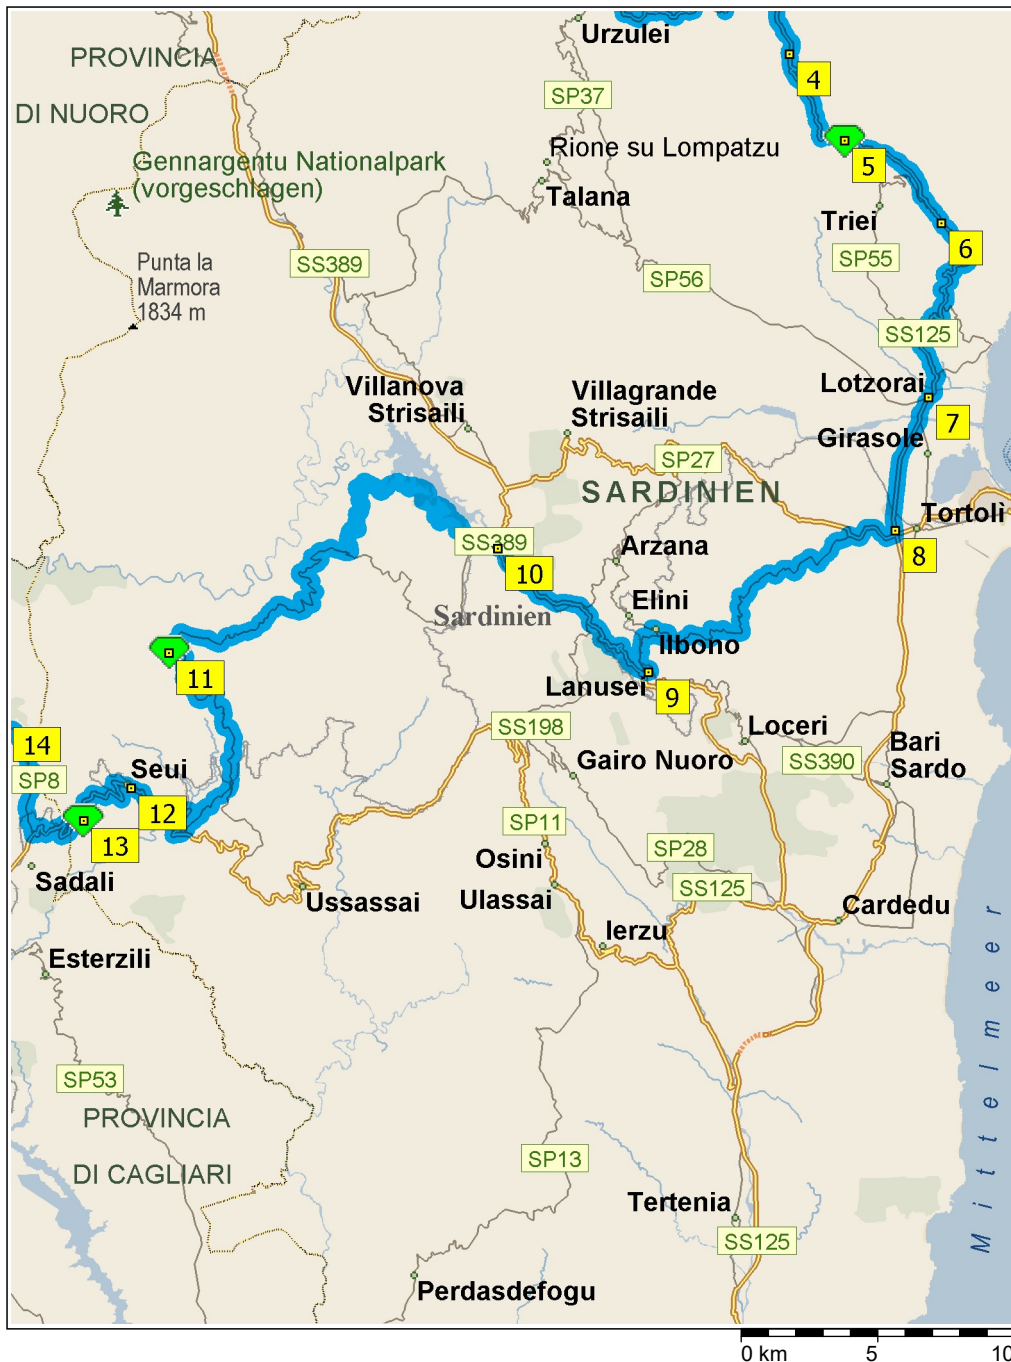 Urzulei
PROVINCIA
DI NUORO
4
SP37
Gennargentu Nationalpark
(vorgeschlagen)
Rione su Lompatzu
5
Talana
Triei
6
SS389
Punta la
Marmora
1834 m
SP55
SP56
SS125
Villanova
Strisaili
Villagrande
Strisaili
Lotzorai
7
Girasole
SP27
SARDINIEN
Tortoli
SS389
Arzana
8
10
Elini
Sardinien
Ilbono
11
Lanusei
9
14
SS198
Loceri
Bari
Sardo
SP8
Seui
Gairo Nuoro
SS390
12
SP11
13
Osini
SP28
Sadali
Ussassai
Ulassai
SS125
Cardedu
Ierzu
Esterzili
Mittelmeer
SP53
PROVINCIA
DI CAGLIARI
SP13
Tertenia
SS125
Perdasdefogu
0 km 5 10